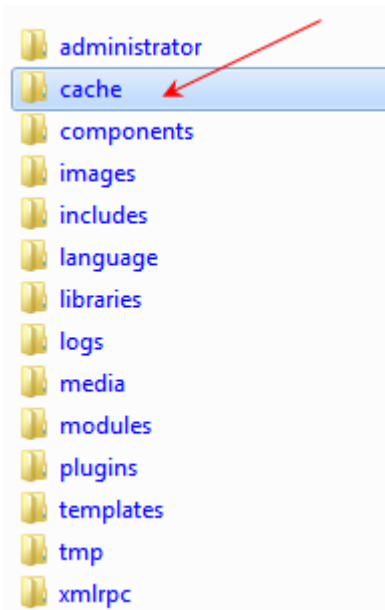 administrator
cache
components
images
includes
language
libraries
logs
media
modules
plugins
templates
tmp
xmlrpc